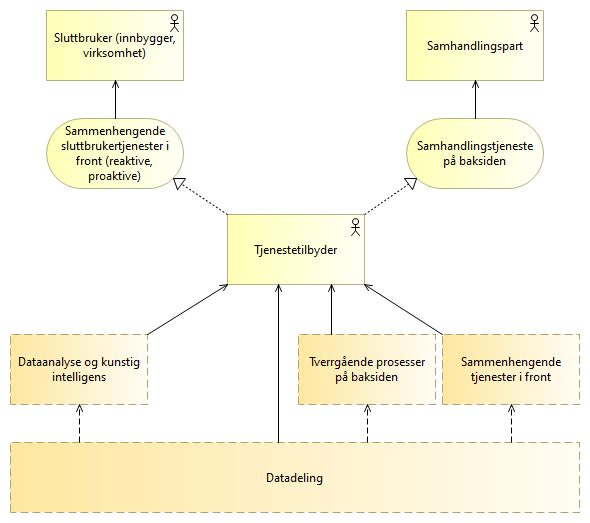 Sluttbruker (innbygger,
virksomhet)
Samhandlingspart
Sammenhengende
sluttbrukertjenester i
front (reaktive,
proaktive)
Samhandlingstjeneste
på baksiden
Tjenestetilbyder
Dataanalyse og kunstig
intelligens
Tverrgående prosesser
på baksiden
Sammenhengende
tjenester i front
Datadeling